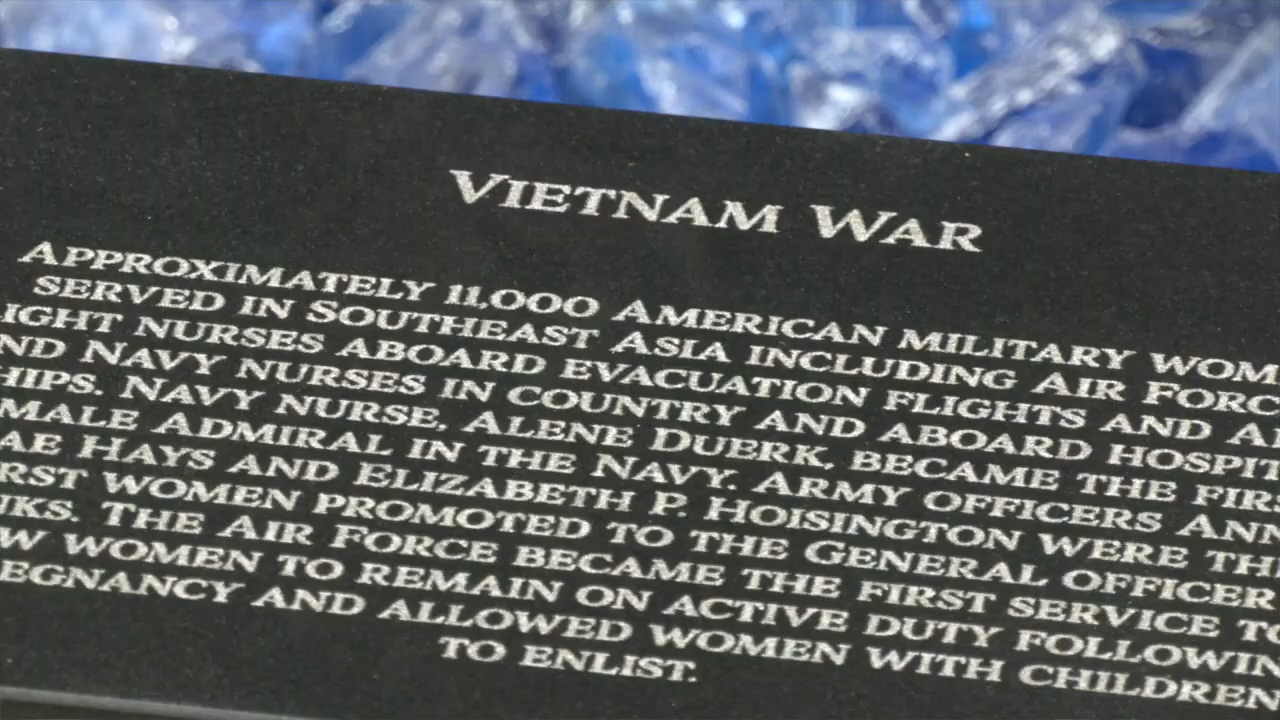 VIETNAM WAR
APPROXIMATELY 11,000 AMERICAN MILITARY WOM
SERVED IN SOUTHEAST ASIA INCLUDING AIR FORC
IGHT NURSES ABOARD EVACUATION FLIGHTS AND AR
ND NAVY NURSES IN COUNTRY AND ABOARD HOSPIT
HIPS. NAVY NURSE, ALENE DUERK, BECAME THE FIRS
MALE ADMIRAL IN THE NAVY. ARMY OFFICERS ANN
AE HAYS AND ELIZABETH P. HOISINGTON WERE THE
RST WOMEN PROMOTED TO THE GENERAL OFFICER
NKS. THE AIR FORCE BECAME THE FIRST SERVICE TO
W WOMEN TO REMAIN ON ACTIVE DUTY FOLLOWIN
EGNANCY AND ALLOWED WOMEN WITH CHILDREN
TO ENLIST.